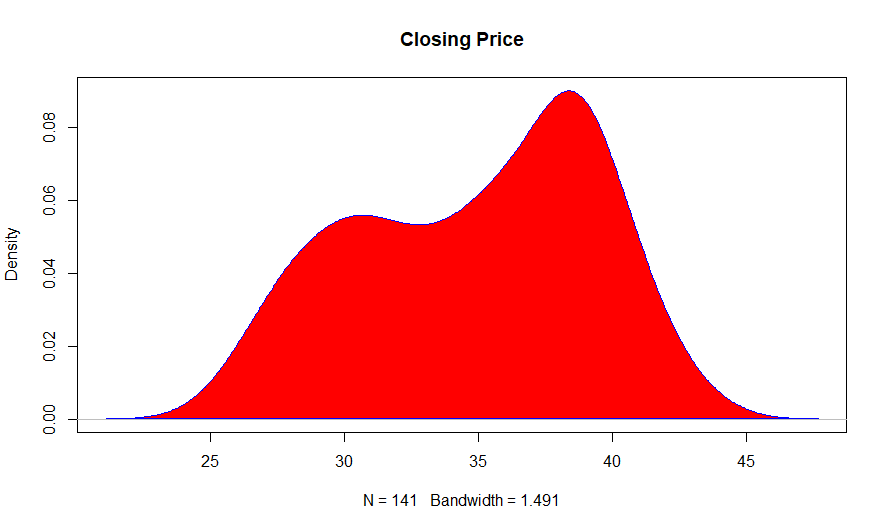 Closing Price
Density
0.00
0.02
0.04
0.06
0.08
25 30 35 40 45
N = 141 Bandwidth = 1.491